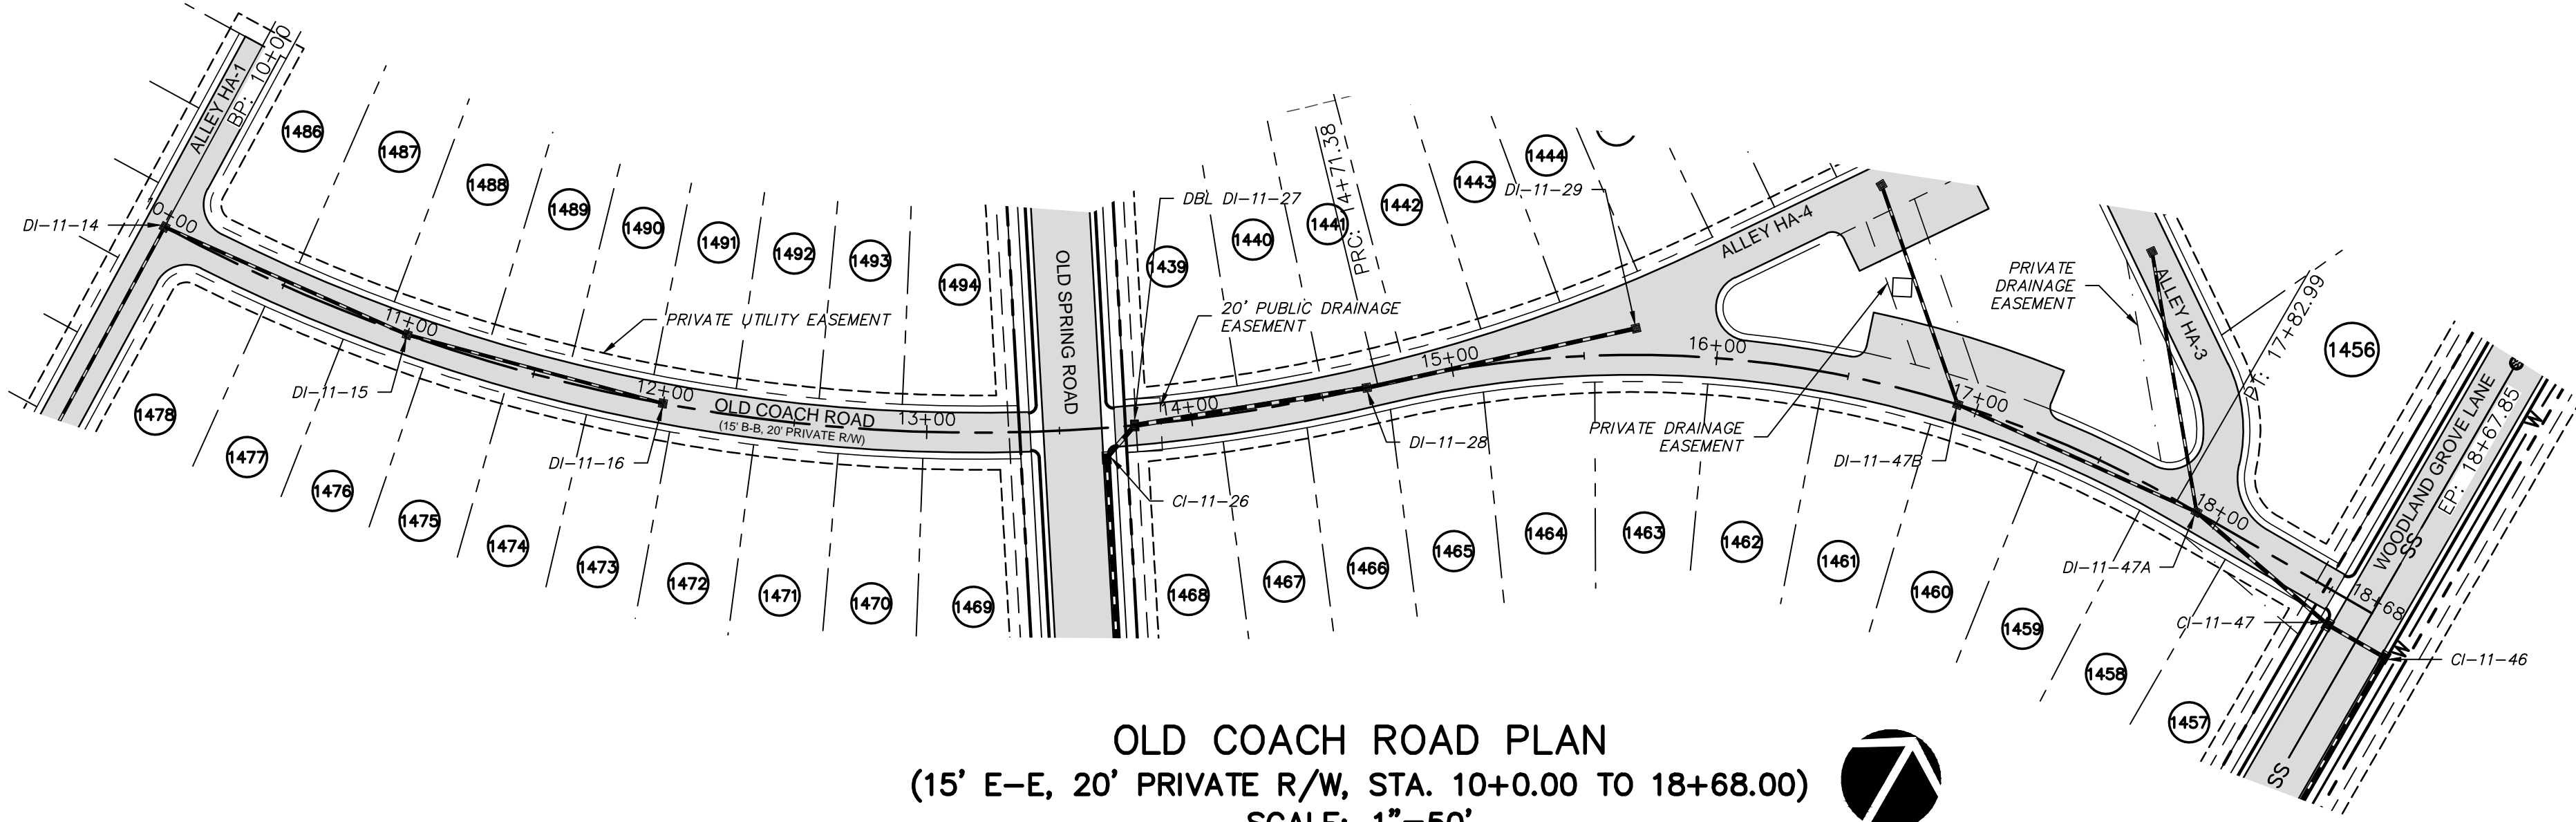 ALLEY HA-1
BP: 10+00
1486
1487
1488
1489
1490
1491
1492
1493
1494
DI-11-14
10+00
11+00
DI-11-15
12+00
DI-11-16
PRIVATE UTILITY EASEMENT
OLD COACH ROAD
(15' B-B, 20' PRIVATE R/W)
13+00
1478
1477
1476
1475
1474
1473
1472
1471
1470
1469
OLD SPRING ROAD
DBL DI-11-27
1439
1440
1441
PRC: 14+71.38
1442
1443
1444
DI-11-29
20' PUBLIC DRAINAGE
EASEMENT
14+00
15+00
16+00
DI-11-28
CI-11-26
ALLEY HA-4
PRIVATE DRAINAGE
EASEMENT
17+00
DI-11-47B
PRIVATE
DRAINAGE
EASEMENT
ALLEY HA-3
PT: 17+82.99
1456
18+00
DI-11-47A
WOODLAND GROVE LANE
EP: 18+67.85
SS
W
18+68
CI-11-47
W
CI-11-46
SS
1468
1467
1466
1465
1464
1463
1462
1461
1460
1459
1458
1457
OLD COACH ROAD PLAN
(15' E-E, 20' PRIVATE R/W, STA. 10+0.00 TO 18+68.00)
SCALE: 1"=50'